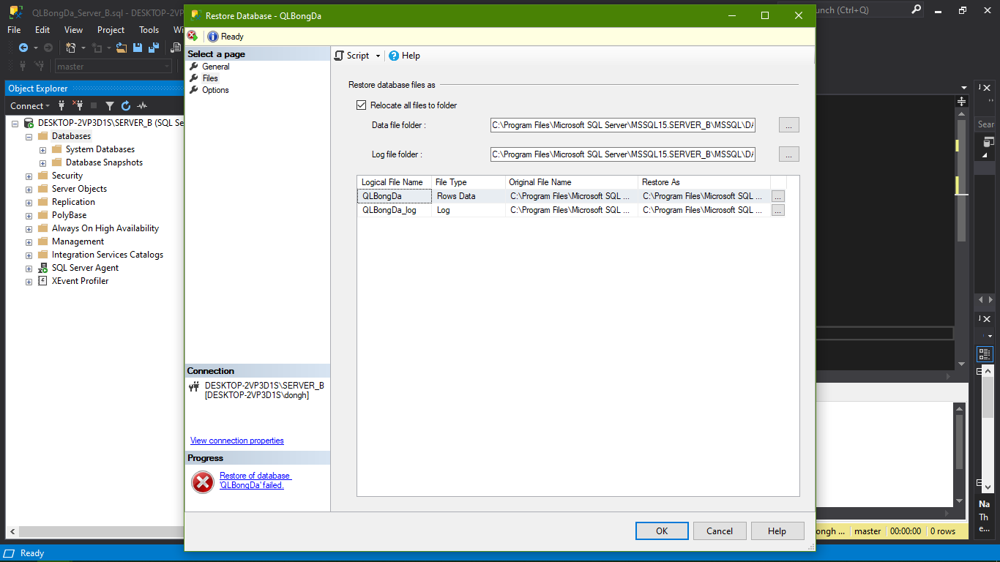 QLBongDa_Server_B.sql - DESKTOP-2VP
Restore Database - QLBongDa
unch (Ctrl+Q)
File Edit View Project Tools
master
Ready
Select a page
General
Files
Options
Script
Help
Object Explorer
Connect
DESKTOP-2VP3D1S\SERVER_B (SQL Se
Databases
System Databases
Database Snapshots
Security
Server Objects
Replication
PolyBase
Always On High Availability
Management
Integration Services Catalogs
SQL Server Agent
XEvent Profiler
Restore database files as
Relocate all files to folder
Data file folder :
C:\Program Files\Microsoft SQL Server\MSSQL15.SERVER_B\MSSQL\DA
...
Log file folder :
C:\Program Files\Microsoft SQL Server\MSSQL15.SERVER_B\MSSQL\DA
...
Logical File Name File Type Original File Name Restore As
QLBongDa Rows Data C:\Program Files\Microsoft SQL ... C:\Program Files\Microsoft SQL ... ...
QLBongDa_log Log C:\Program Files\Microsoft SQL ... C:\Program Files\Microsoft SQL ... ...
Connection
DESKTOP-2VP3D1S\SERVER_B
[DESKTOP-2VP3D1S\dongh]
View connection properties
Progress
Restore of database
'QLBongDa' failed.
OK
Cancel
Help
Sear
Na
Th
e...
ongh ... master 00:00:00 0 rows
Ready